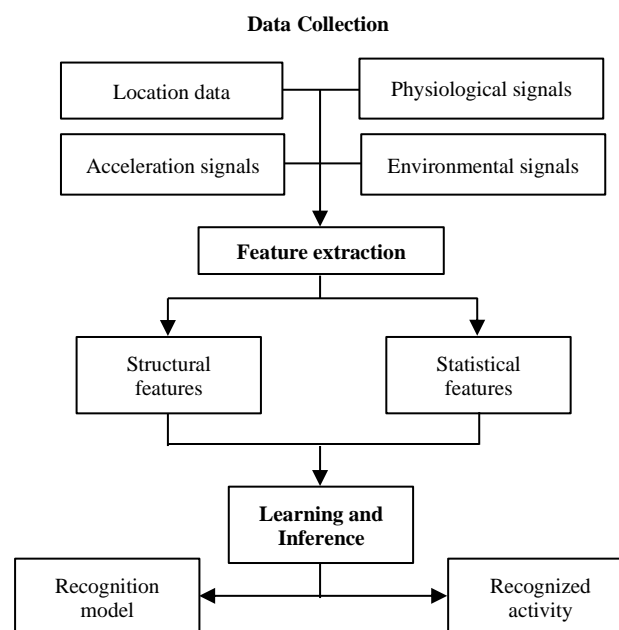 Data Collection
Location data
Physiological signals
Acceleration signals
Environmental signals
Feature extraction
Structural
features
Statistical
features
Learning and
Inference
Recognition
model
Recognized
activity